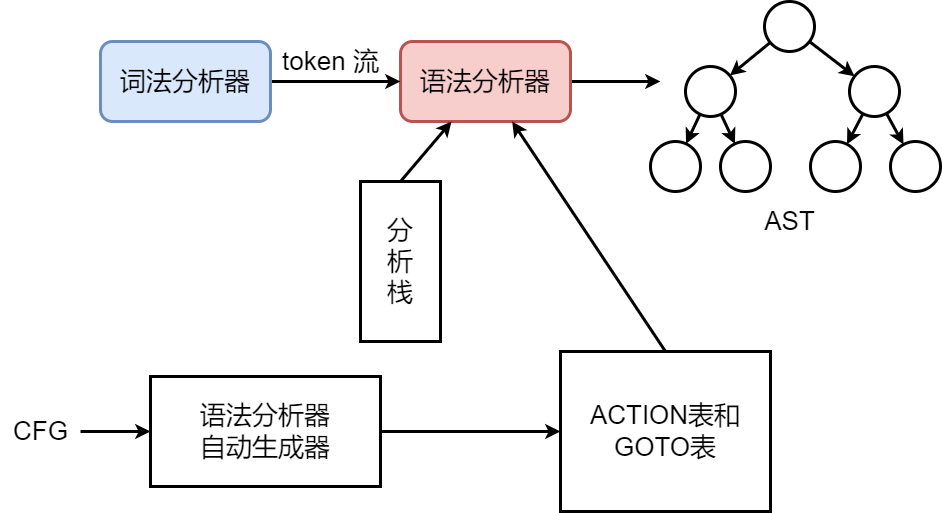 token 流
词法分析器
语法分析器
AST
分
析
栈
CFG
语法分析器
自动生成器
ACTION表和
GOTO表